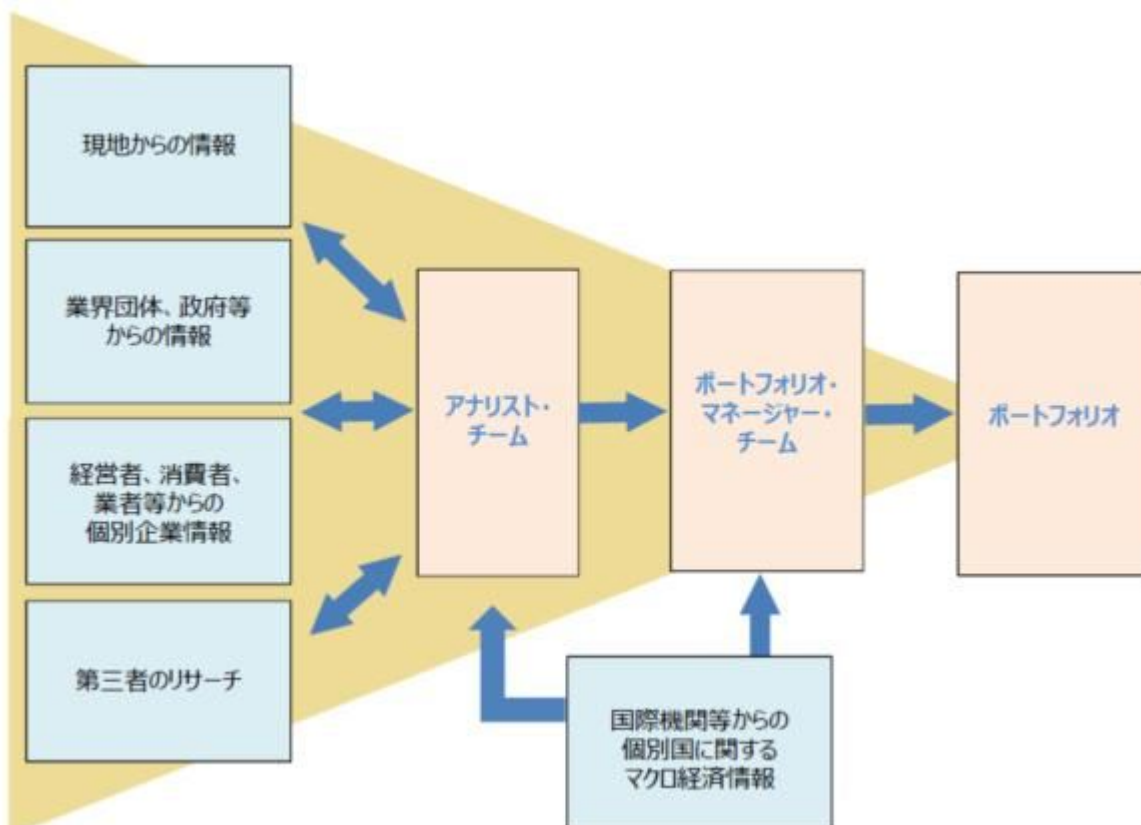 現地からの情報
業界団体、政府等
からの情報
経営者、消費者、
業者等からの
個別企業情報
第三者のリサーチ
アナリスト・
チーム
ポートフォリオ・
マネージャー・
チーム
ポートフォリオ
国際機関等からの
個別国に関する
マクロ経済情報